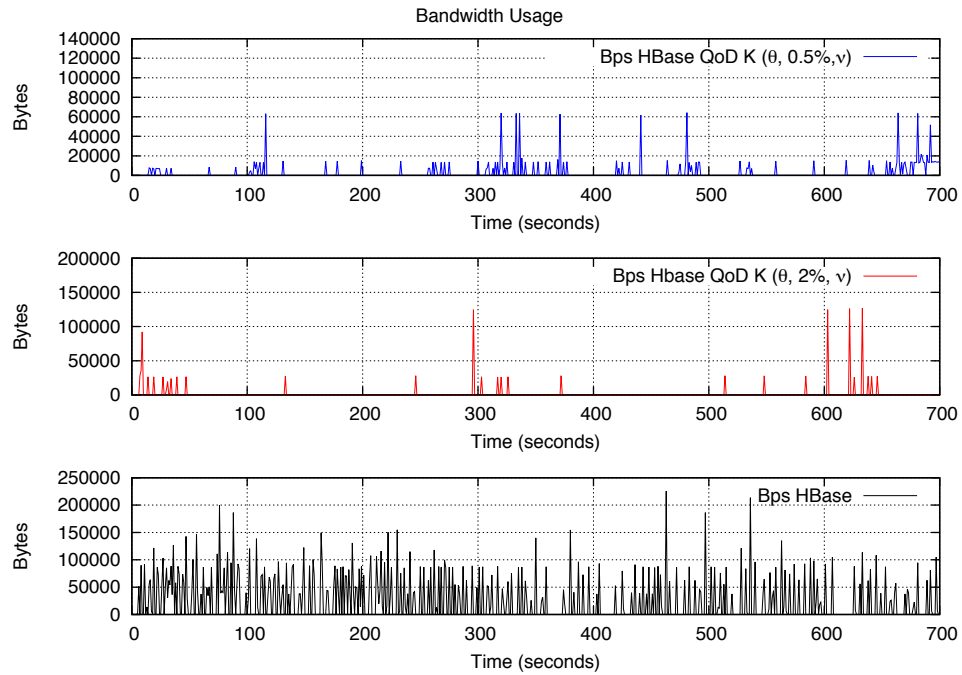 Bandwidth Usage
140000
120000
100000
80000
60000
40000
20000
0
Bytes
Bps HBase QoD K (θ, 0.5%,ν)
0 100 200 300 400 500 600 700
Time (seconds)
200000
150000
100000
50000
0
Bytes
Bps Hbase QoD K (θ, 2%, ν)
0 100 200 300 400 500 600 700
Time (seconds)
250000
200000
150000
100000
50000
0
Bytes
Bps HBase
0 100 200 300 400 500 600 700
Time (seconds)